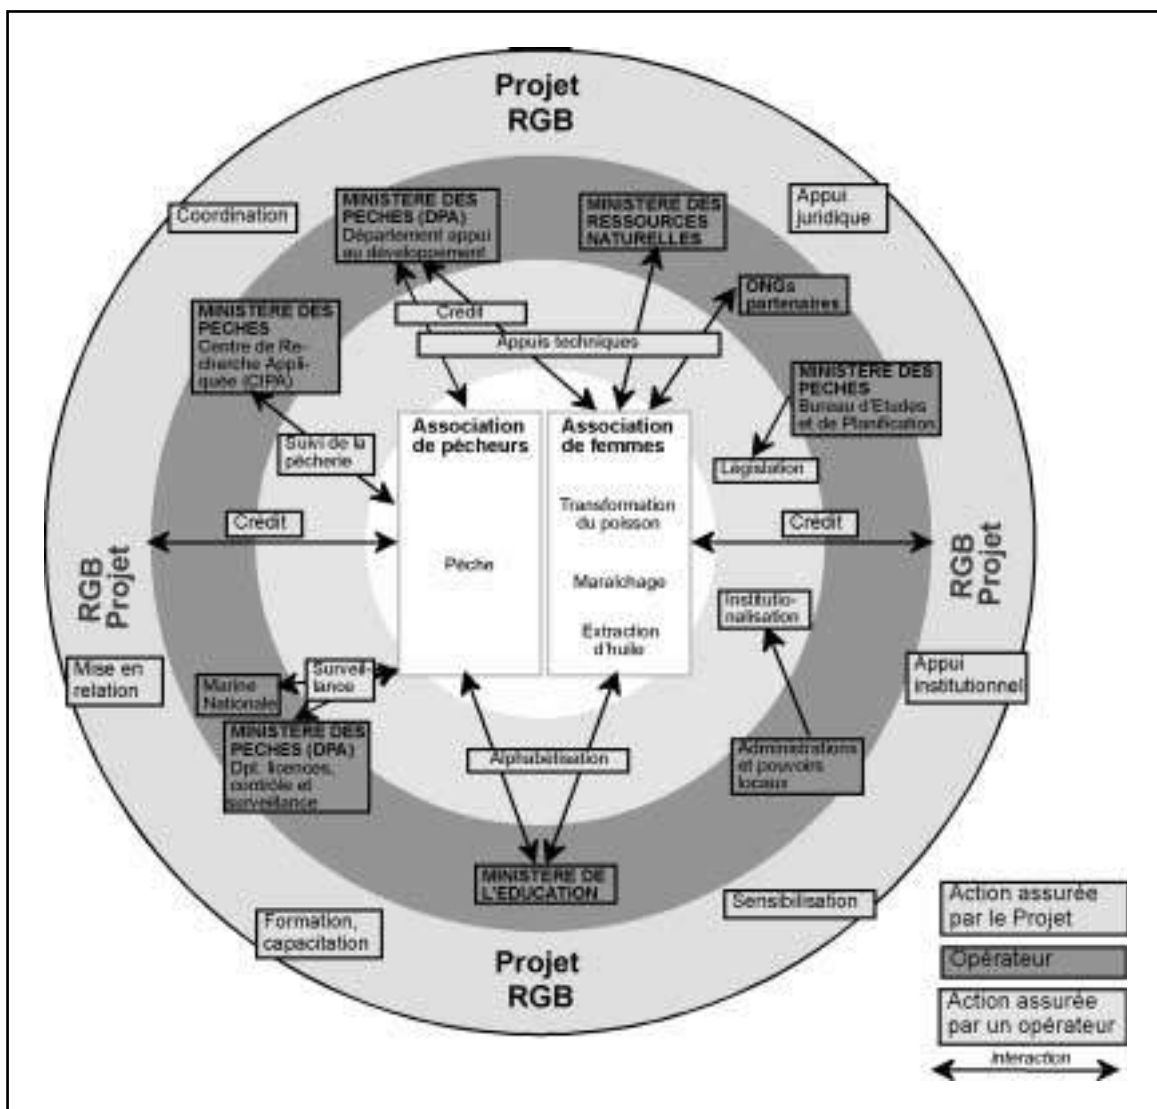 Projet
RGB
Coordination
MINISTERE DES
PECHES (DPA)
Département appui
au développement
MINISTERE DES
RESSOURCES
NATURELLES
Appui
juridique
ONGs
partenaires
MINISTERE DES
PECHES
Centre de Re-
cherche Appli-
quée (CIPA)
Crédit
Appuis techniques
MINISTERE DES
PECHES
Bureau d'Etudes
et de Planification
Suivi de la
pêcherie
Association
de pêcheurs
Pêche
Association
de femmes
Transformation
du poisson
Maraîchage
Extraction
d'huile
Législation
Crédit
Crédit
RGB
Projet
RGB
Projet
Institutio-
nalisation
Mise en
relation
Marine
Nationale
Surveil-
lance
Appui
institutionnel
MINISTERE DES
PECHES (DPA)
Dpt. licences,
contrôle et
surveillance
Alphabétisation
Administrations
et pouvoirs
locaux
MINISTERE DE
L'EDUCATION
Sensibilisation
Formation,
capacitation
Projet
RGB
Action assurée
par le Projet
Opérateur
Action assurée
par un opérateur
Interaction